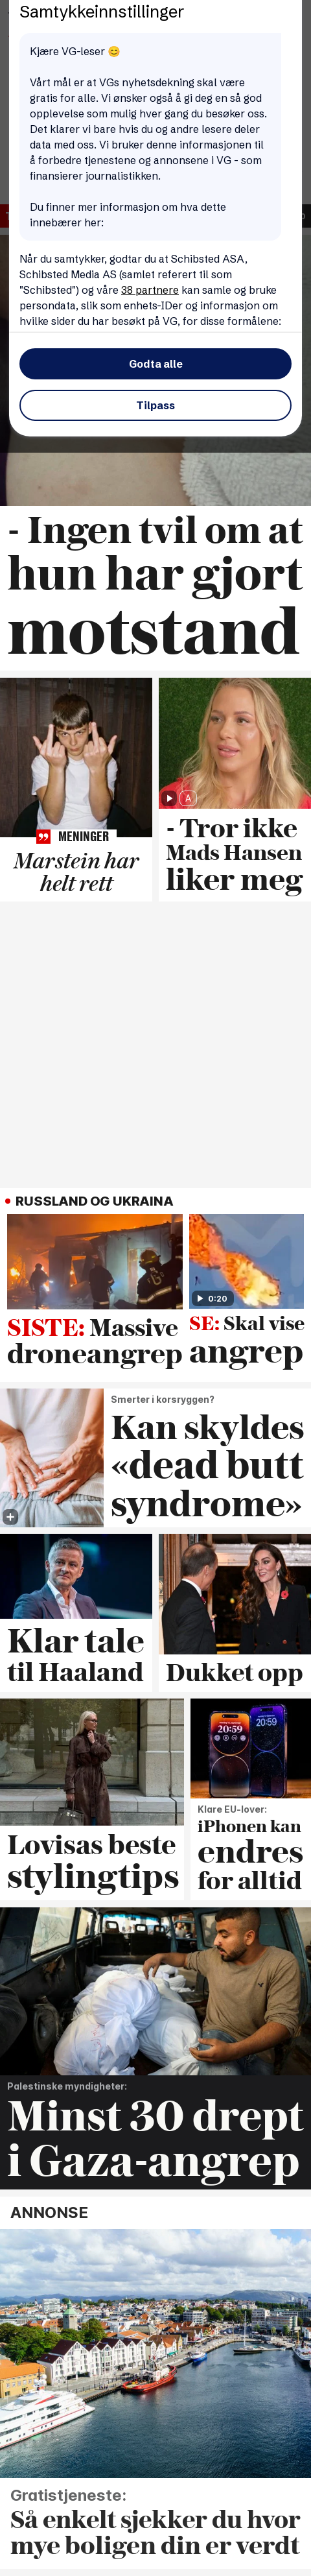 Samtykkeinnstillinger
Kjære VG-leser 😊
Vårt mål er at VGs nyhetsdekning skal være
gratis for alle. Vi ønsker også å gi deg en så god
opplevelse som mulig hver gang du besøker oss.
Det klarer vi bare hvis du og andre lesere deler
data med oss. Vi bruker denne informasjonen til
å forbedre tjenestene og annonsene i VG - som
finansierer journalistikken.
Du finner mer informasjon om hva dette
innebærer her:
Når du samtykker, godtar du at Schibsted ASA,
Schibsted Media AS (samlet referert til som
"Schibsted") og våre 38 partnere kan samle og bruke
persondata, slik som enhets-IDer og informasjon om
hvilke sider du har besøkt på VG, for disse formålene:
Godta alle
Tilpass
- Ingen tvil om at
hun har gjort
motstand
MENINGER
Marstein har
helt rett
- Tror ikke
Mads Hansen
liker meg
RUSSLAND OG UKRAINA
SISTE: Massive
droneangrep
0:20
SE: Skal vise
angrep
Smerter i korsryggen?
Kan skyldes
«dead butt
syndrome»
Klar tale
til Haaland
Dukket opp
Lovisas beste
stylingtips
20:59
20:59
Klare EU-lover:
iPhonen kan
endres
for alltid
Palestinske myndigheter:
Minst 30 drept
i Gaza-angrep
ANNONSE
Gratistjeneste:
Så enkelt sjekker du hvor
mye boligen din er verdt